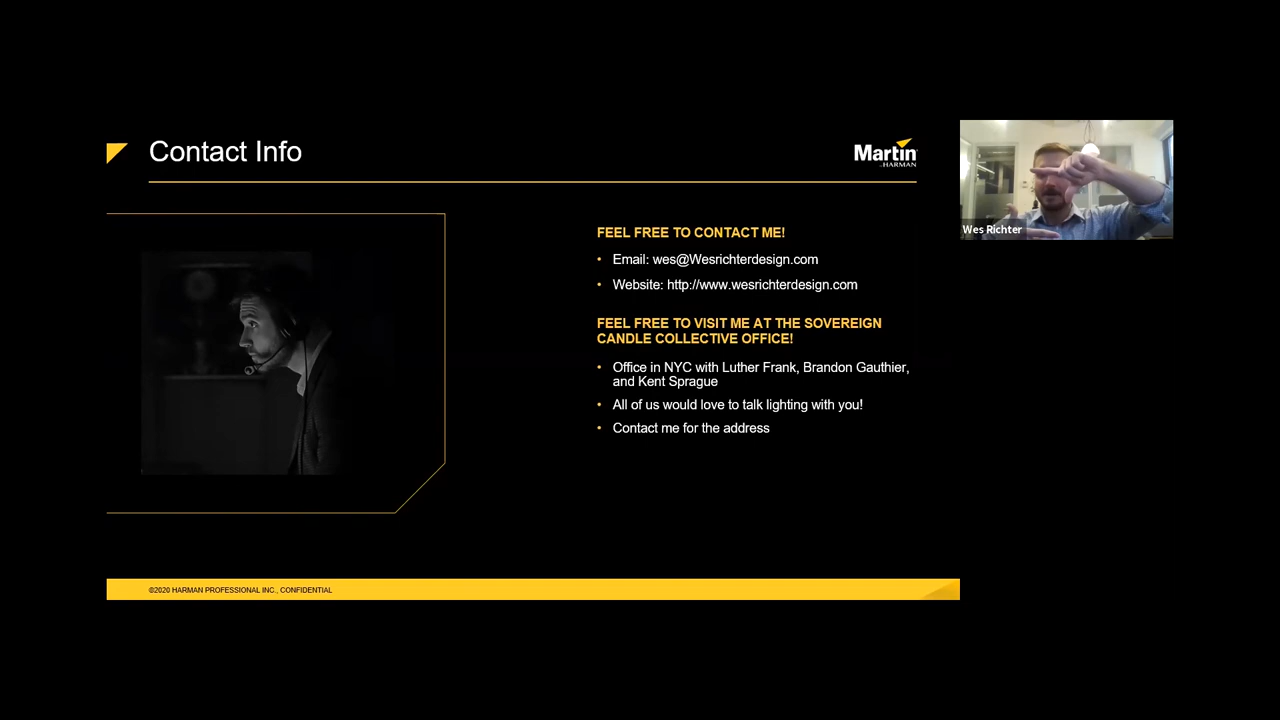 Contact Info
Martin
by HARMAN
Wes Richter
FEEL FREE TO CONTACT ME!
• Email: wes@Wesrichterdesign.com
• Website: http://www.wesrichterdesign.com
FEEL FREE TO VISIT ME AT THE SOVEREIGN
CANDLE COLLECTIVE OFFICE!
• Office in NYC with Luther Frank, Brandon Gauthier,
and Kent Sprague
• All of us would love to talk lighting with you!
• Contact me for the address
©2020 HARMAN PROFESSIONAL INC., CONFIDENTIAL